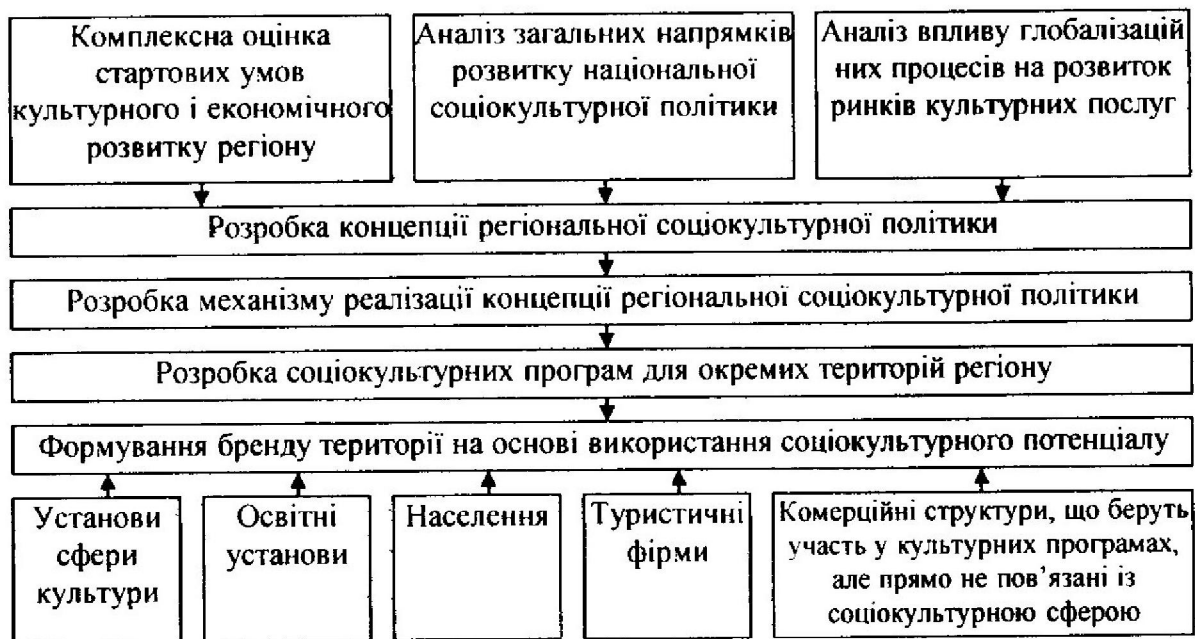 Комплексна оцінка
стартових умов
культурного і економічного
розвитку регіону
Аналіз загальних напрямків
розвитку національної
соціокультурної політики
Аналіз впливу глобалізацій
них процесів на розвиток
ринків культурних послуг
Розробка концепції регіональної соціокультурної політики
Розробка механізму реалізації концепції регіональної соціокультурної політики
Розробка соціокультурних програм для окремих територій регіону
Формування бренду території на основі використання соціокультурного потенціалу
Установи
сфери
культури
Освітні
установи
Населення
Туристичні
фірми
Комерційні структури, що беруть
участь у культурних програмах,
але прямо не пов’язані із
соціокультурною сферою